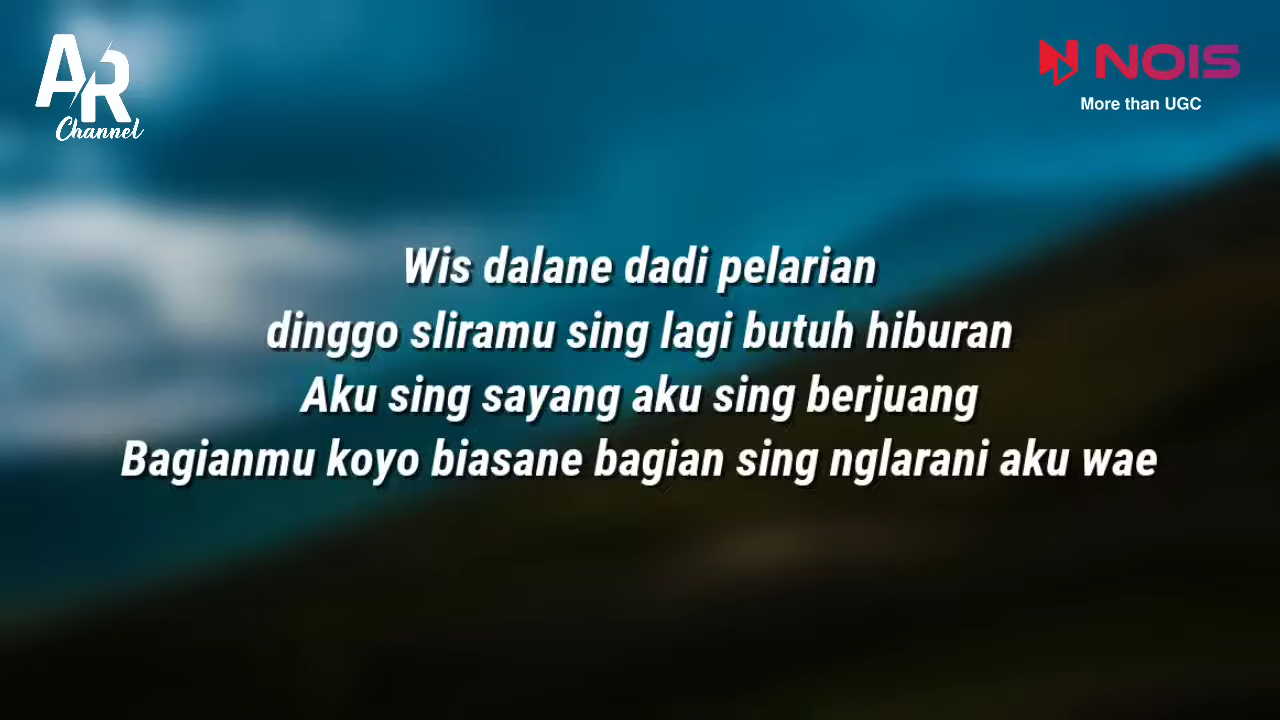 AR
Channel
NOIS
More than UGC
Wis dalane dadi pelarian
dinggo sliramu sing lagi butuh hiburan
Aku sing sayang aku sing berjuang
Bagianmu koyo biasane bagian sing nglarani aku wae